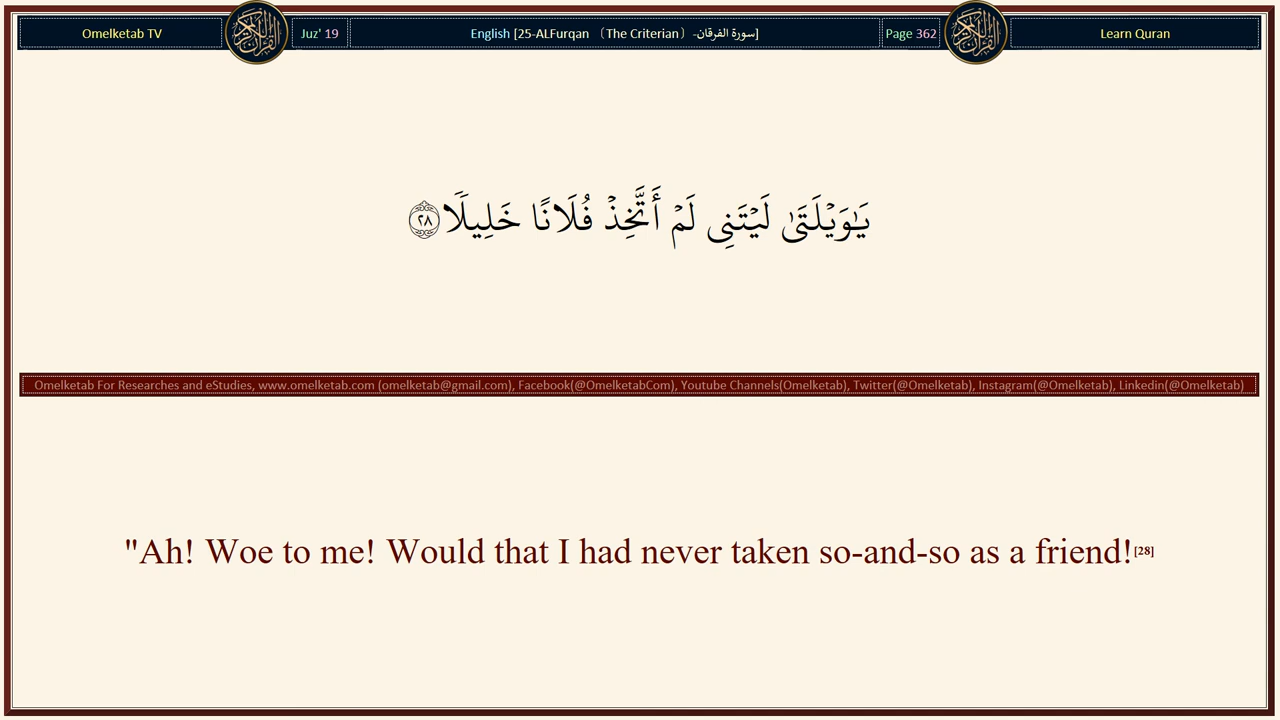 Omelketab TV
Juz' 19
English [25-ALFurqan （The Criterian） -سورة الفرقان]
Page 362
Learn Quran
يَٰوَيۡلَتَىٰ لَيۡتَنِى لَمۡ أَتَّخِذۡ فُلَانًا خَلِيلٗا ٢٨
Omelketab For Researches and eStudies, www.omelketab.com (omelketab@gmail.com), Facebook(@OmelketabCom), Youtube Channels(Omelketab), Twitter(@Omelketab), Instagram(@Omelketab), Linkedin(@Omelketab)
"Ah! Woe to me! Would that I had never taken so-and-so as a friend![28]